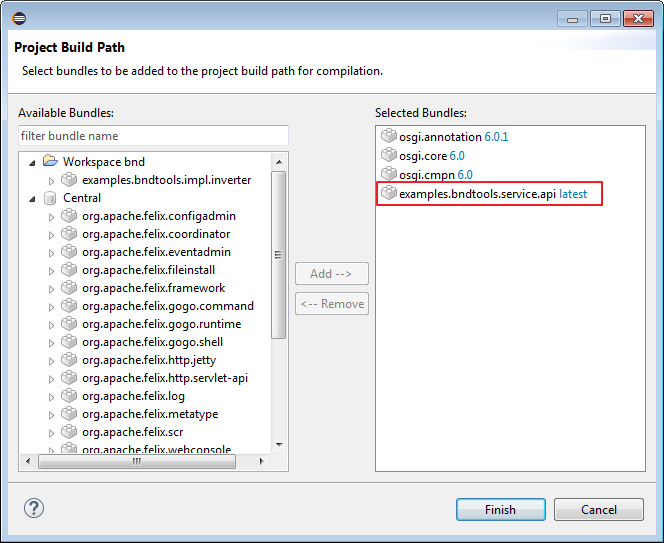 Project Build Path
Select bundles to be added to the project build path for compilation.
Available Bundles:
filter bundle name
Workspace bnd
examples.bndtools.impl.inverter
Central
org.apache.felix.configadmin
org.apache.felix.coordinator
org.apache.felix.eventadmin
org.apache.felix.fileinstall
org.apache.felix.framework
org.apache.felix.gogo.command
org.apache.felix.gogo.runtime
org.apache.felix.gogo.shell
org.apache.felix.http.jetty
org.apache.felix.http.servlet-api
org.apache.felix.log
org.apache.felix.metatype
org.apache.felix.scr
org.apache.felix.webconsole
Add -->
<-- Remove
Selected Bundles:
osgi.annotation 6.0.1
osgi.core 6.0
osgi.cmpn 6.0
examples.bndtools.service.api latest
?
Finish
Cancel